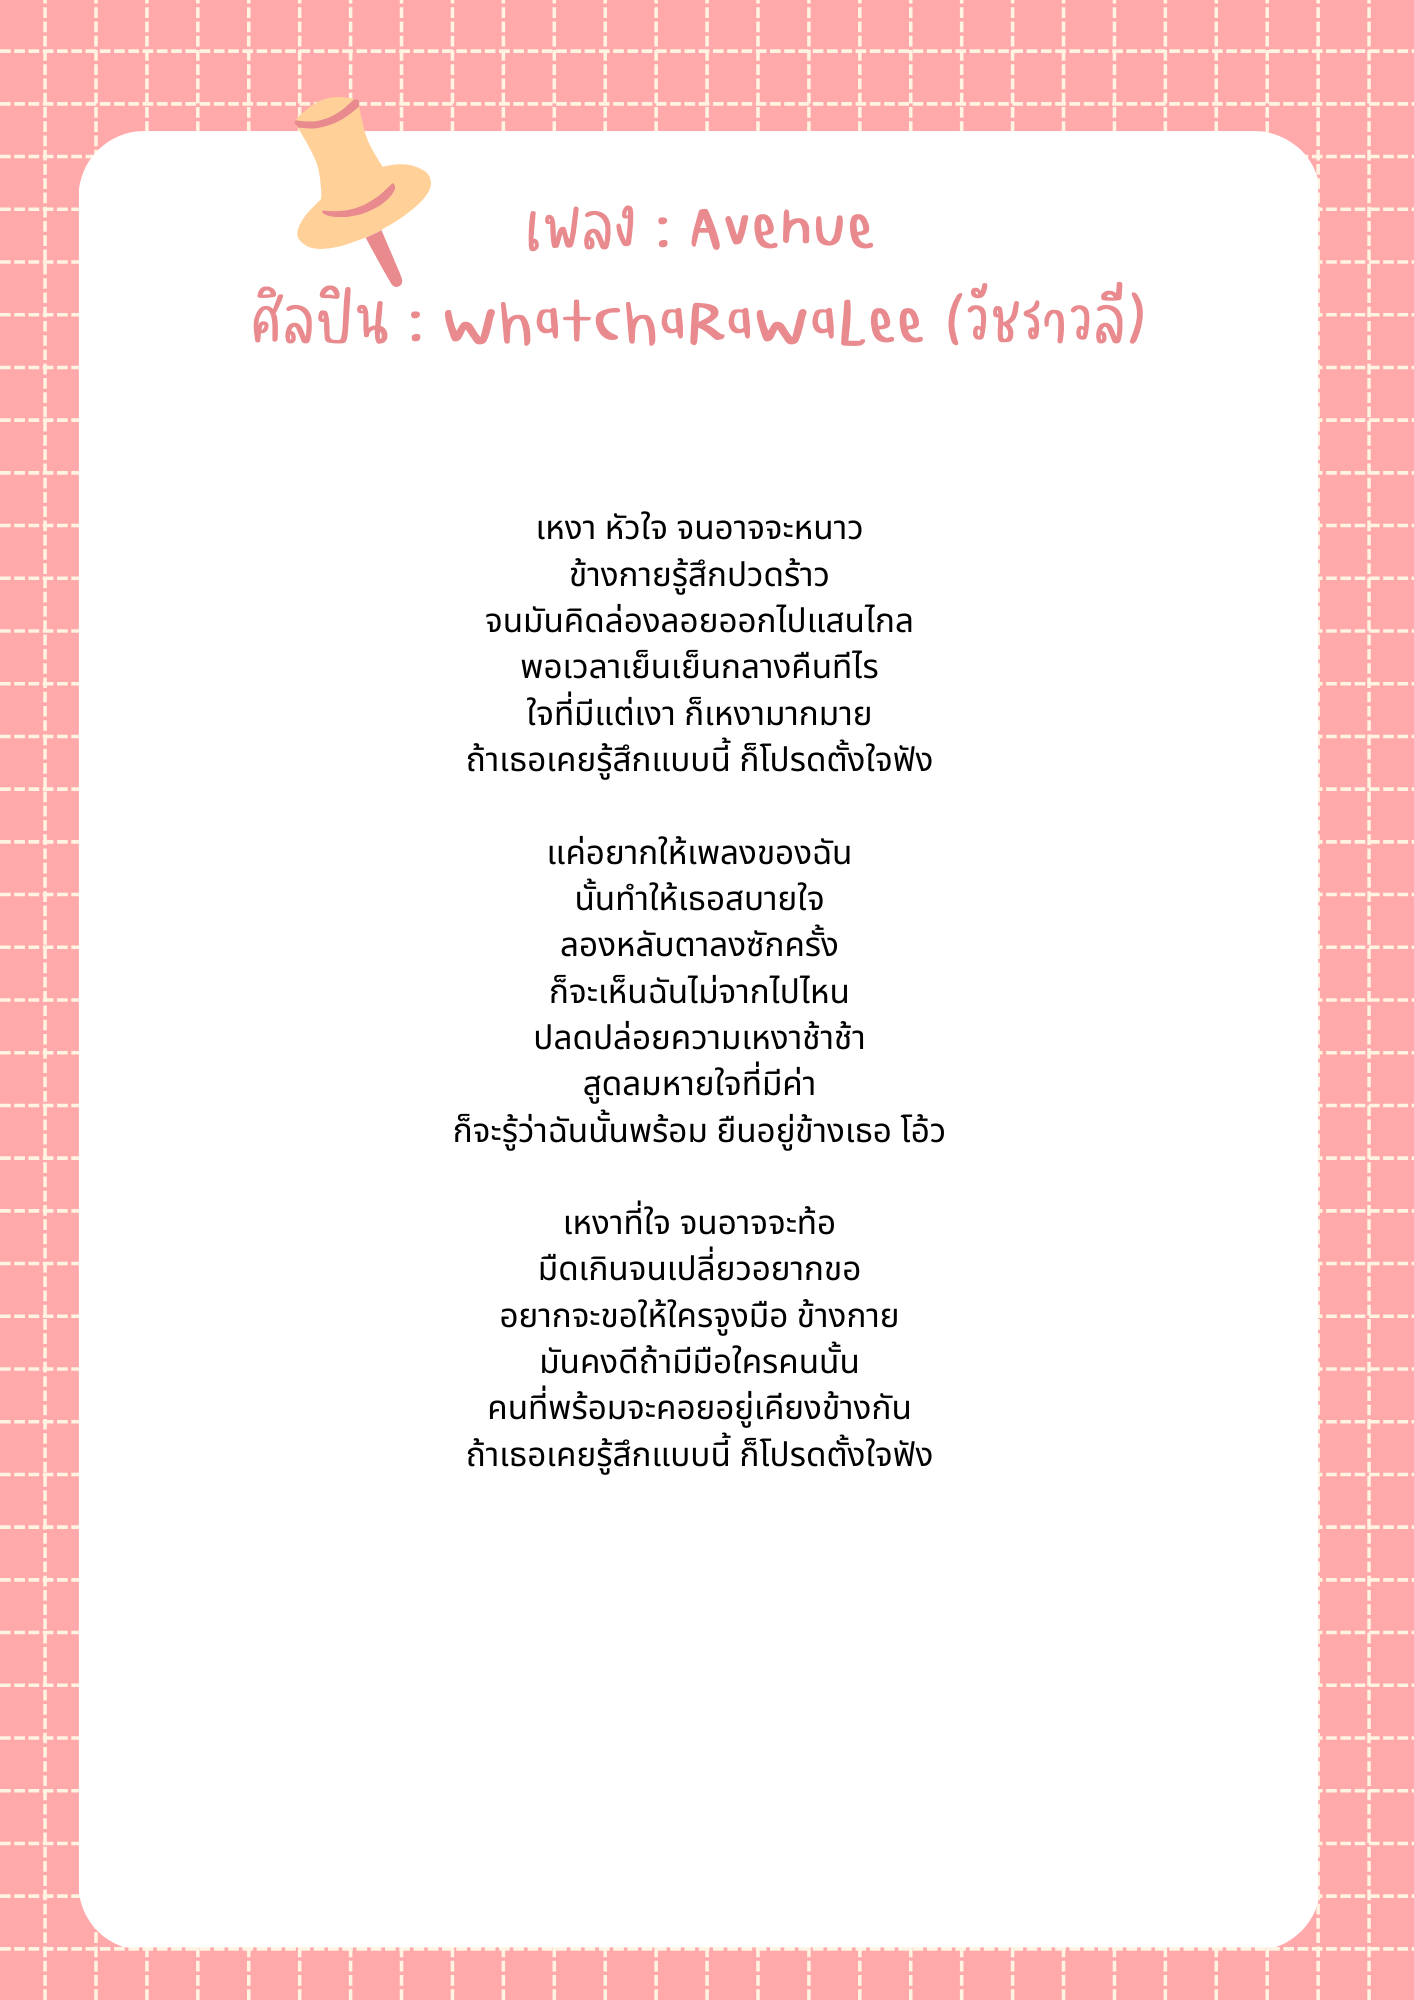 เพลง : Avenue
ศิลปิน : WhatchaRaWaLee (วัชราวลี)
เหงา หัวใจ จนอาจจะหนาว
ข้างกายรู้สึกปวดร้าว
จนมันคิดล่องลอยออกไปแสนไกล
พอเวลาเย็นเย็นกลางคืนทีไร
ใจที่มีแต่เงา ก็เหงามากมาย
ถ้าเธอเคยรู้สึกแบบนี้ ก็โปรดตั้งใจฟัง
แค่อยากให้เพลงของฉัน
นั้นทำให้เธอสบายใจ
ลองหลับตาลงซักครั้ง
ก็จะเห็นฉันไม่จากไปไหน
ปลดปล่อยความเหงาช้าช้า
สูดลมหายใจที่มีค่า
ก็จะรู้ว่าฉันนั้นพร้อม ยืนอยู่ข้างเธอ โอ้ว
เหงาที่ใจ จนอาจจะท้อ
มืดเกินจนเปลี่ยวอยากขอ
อยากจะขอให้ใครจูงมือ ข้างกาย
มันคงดีถ้ามีมือใครคนนั้น
คนที่พร้อมจะคอยอยู่เคียงข้างกัน
ถ้าเธอเคยรู้สึกแบบนี้ ก็โปรดตั้งใจฟัง